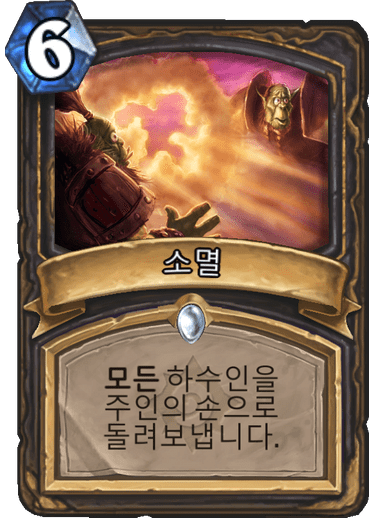 6
소멸
모든 하수인을
주인의 손으로
돌려보냅니다.